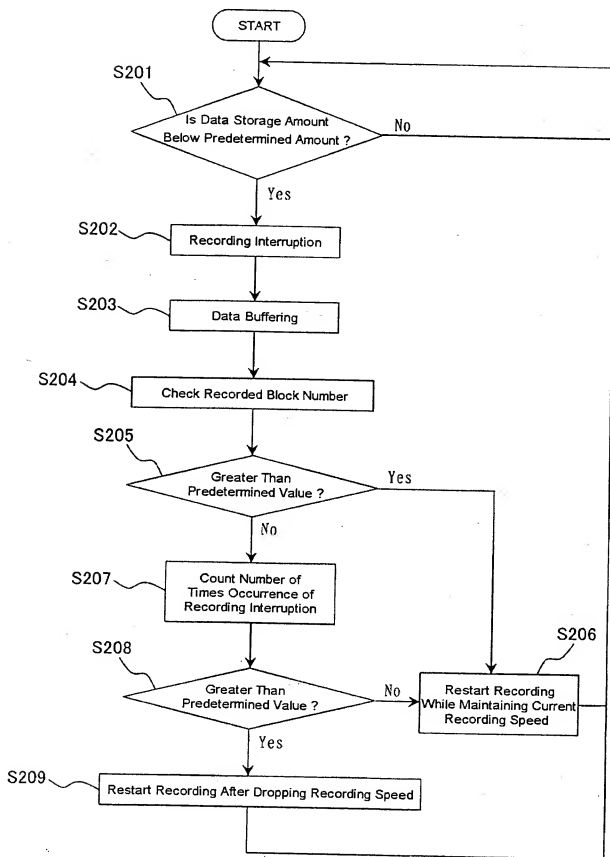 START
S201
Is Data Storage Amount
Below Predetermined Amount ?
No
Yes
S202
Recording Interruption
S203
Data Buffering
S204
Check Recorded Block Number
S205
Greater Than
Predetermined Value ?
Yes
No
S207
Count Number of
Times Occurrence of
Recording Interruption
S208
Greater Than
Predetermined Value ?
No
S206
Restart Recording
While Maintaining Current
Recording Speed
Yes
S209
Restart Recording After Dropping Recording Speed